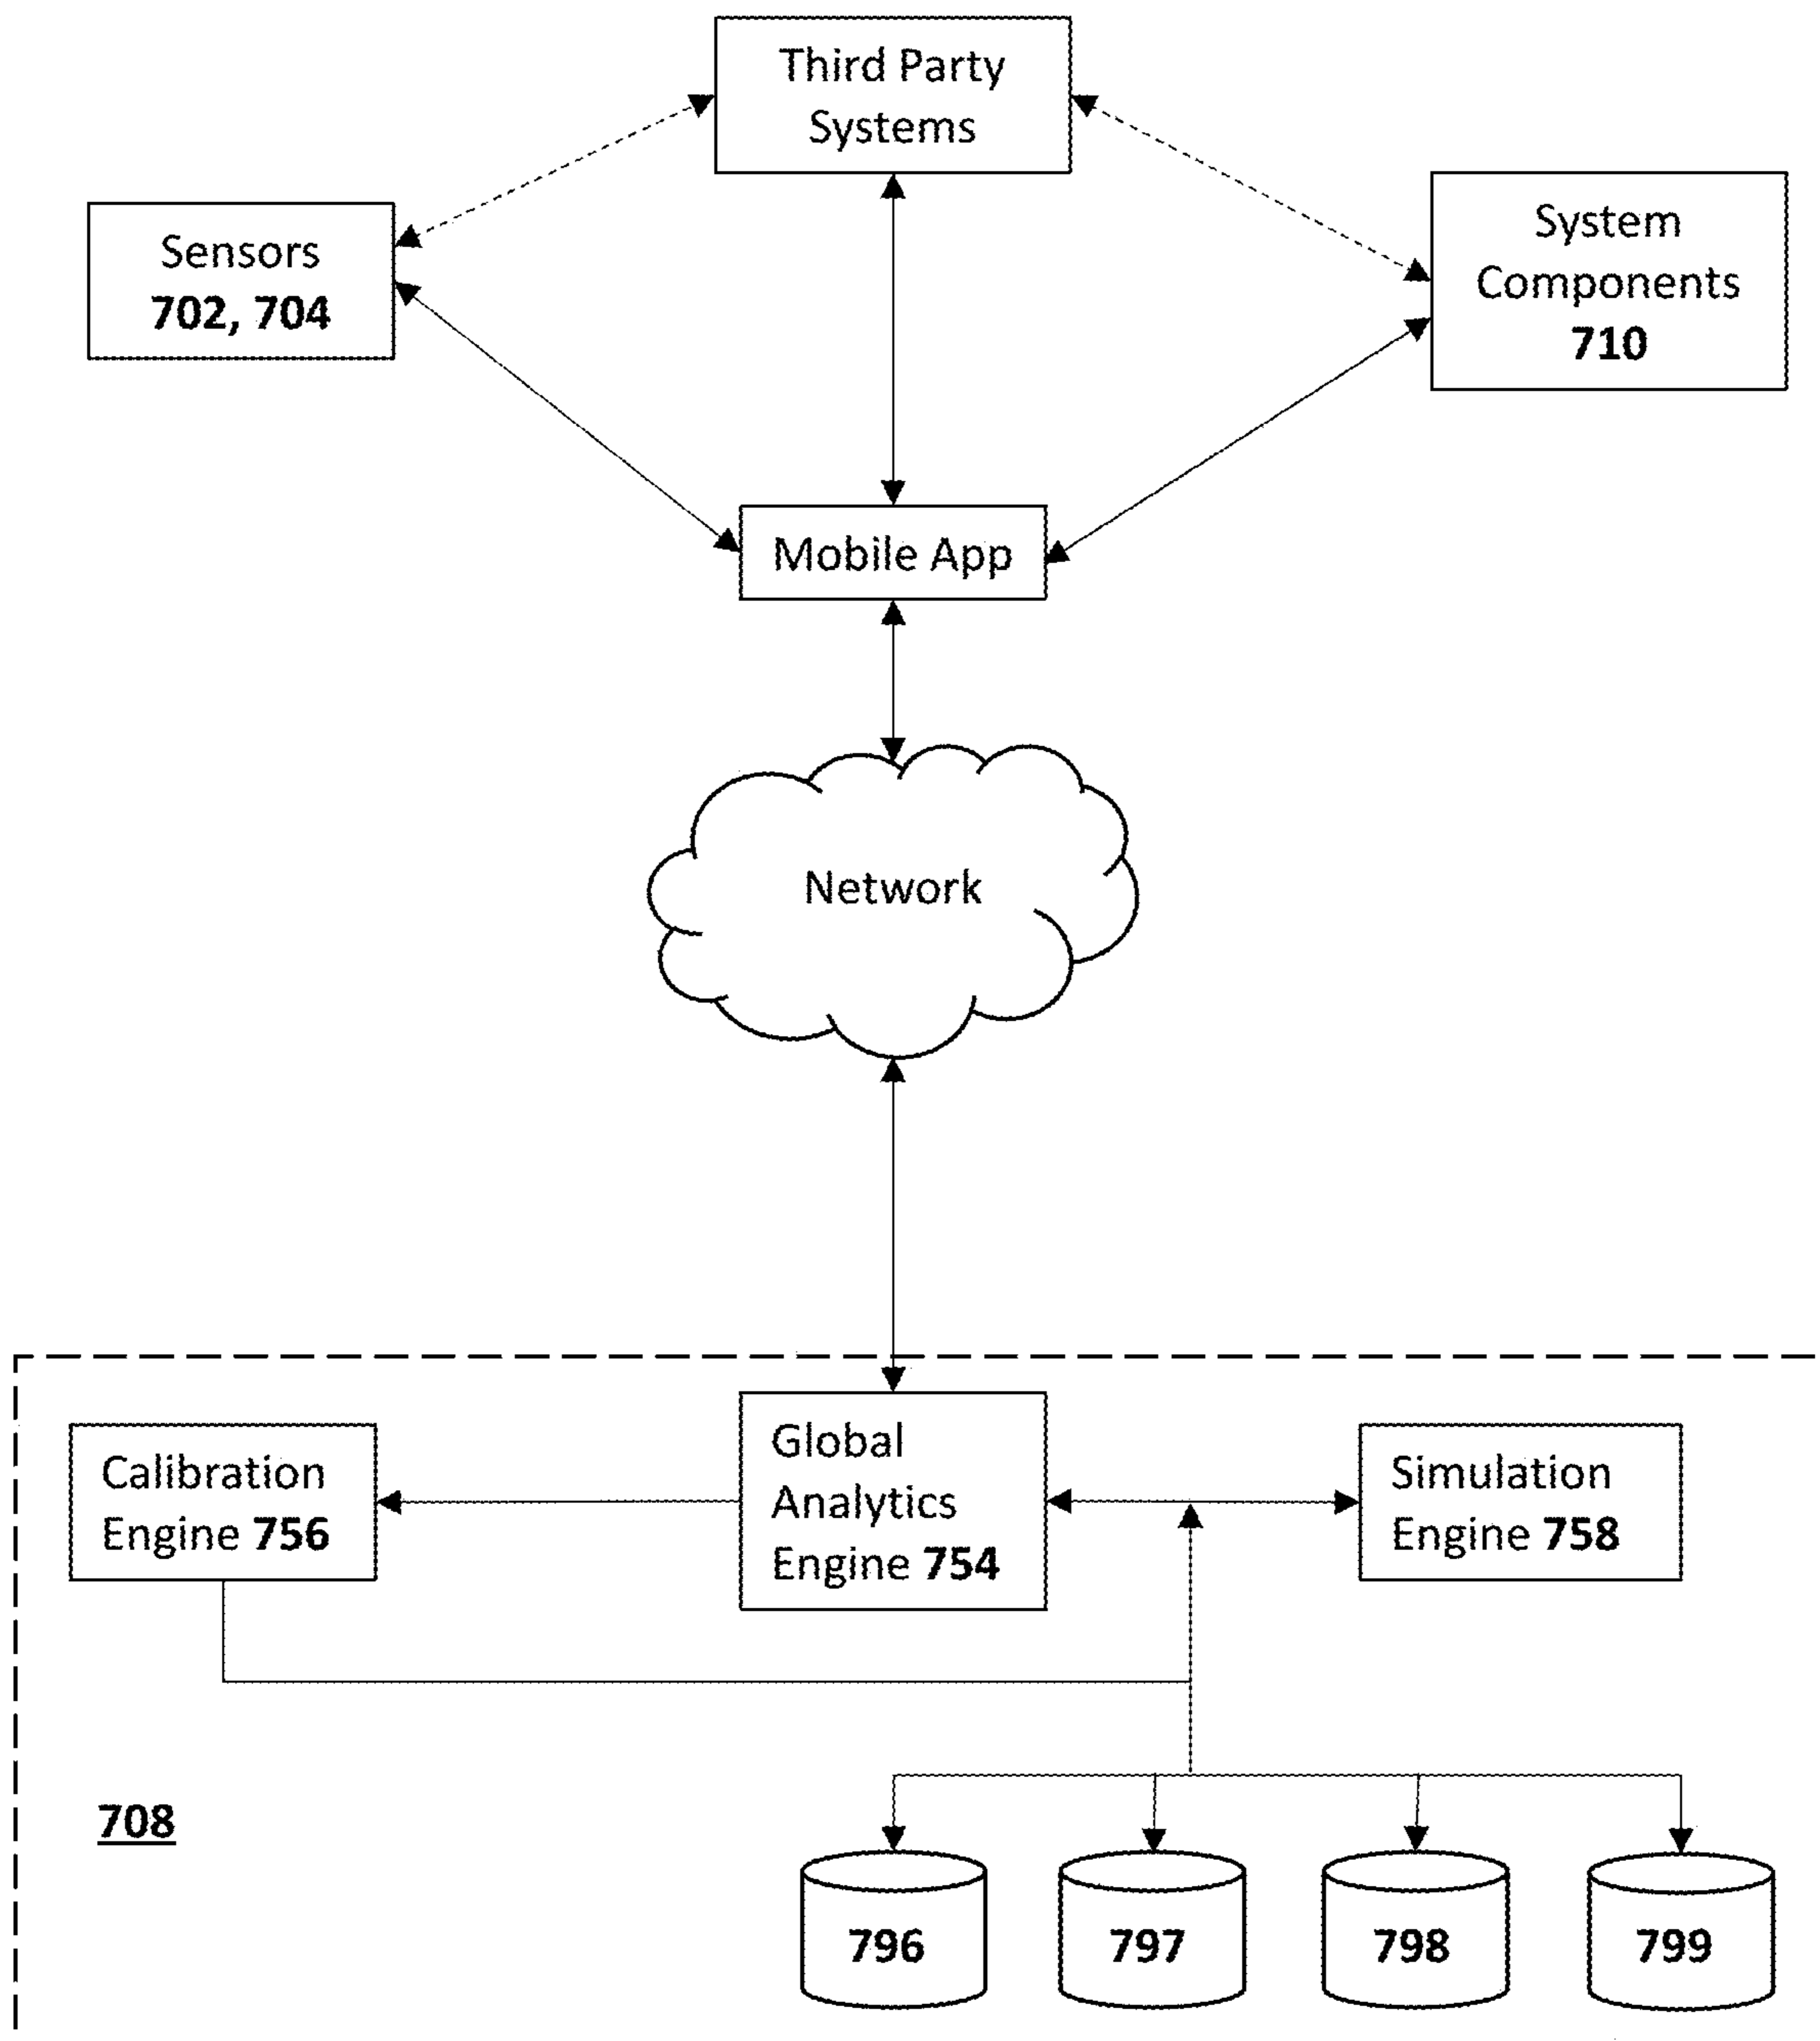 Third Party
Systems
Sensors
702, 704
System
Components
710
Mobile App
Network
Calibration
Engine 756
Global
Analytics
Engine 754
Simulation
Engine 758
708
796
797
798
799